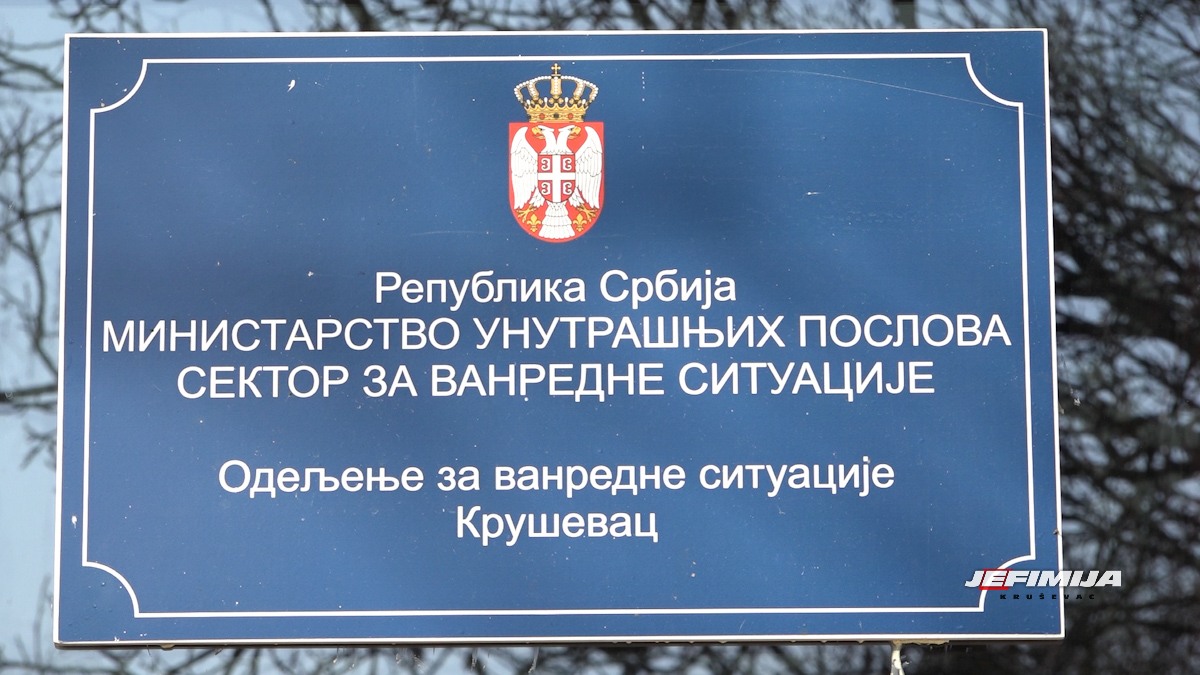 Република Србија
МИНИСТАРСТВО УНУТРАШЊИХ ПОСЛОВА
СЕКТОР ЗА ВАНРЕДНЕ СИТУАЦИЈЕ
Одељење за ванредне ситуације
Крушевац
JEFIMIJA
KRUŠEVAC